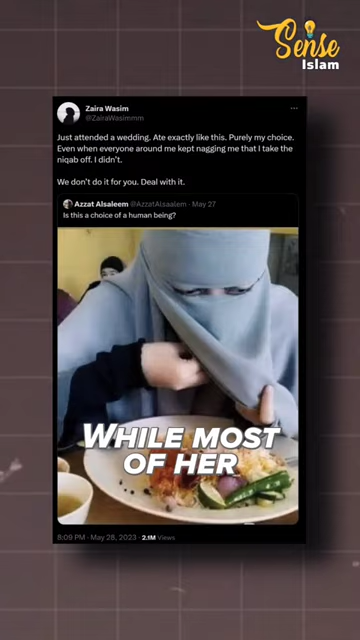 Sense
Islam
Zaira Wasim
@ZairaWasimmm
Just attended a wedding. Ate exactly like this. Purely my choice.
Even when everyone around me kept nagging me that I take the
niqab off. I didn't.
We don't do it for you. Deal with it.
Azzat Alsaleem @AzzatAlsaalem · May 27
Is this a choice of a human being?
WHILE MOST
OF HER
8:09 PM · May 28, 2023 · 2.1M Views